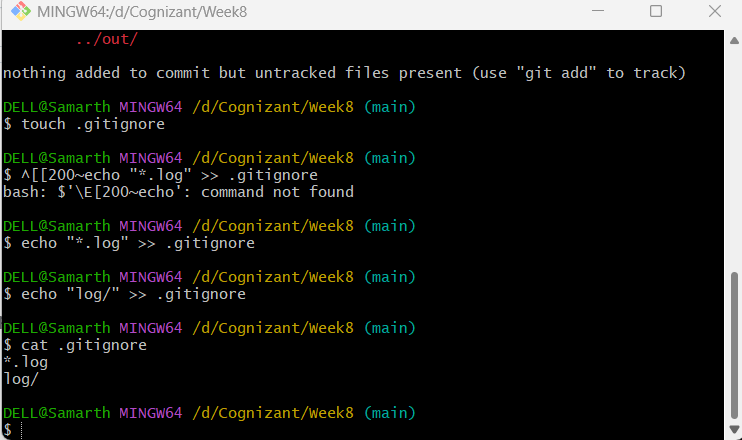 MINGW64:/d/Cognizant/Week8
../out/
nothing added to commit but untracked files present (use "git add" to track)
DELL@Samarth MINGW64 /d/Cognizant/Week8 (main)
$ touch .gitignore
DELL@Samarth MINGW64 /d/Cognizant/Week8 (main)
$ ^[[200~echo "*.log" >> .gitignore
bash: $'\E[200~echo': command not found
DELL@Samarth MINGW64 /d/Cognizant/Week8 (main)
$ echo "*.log" >> .gitignore
DELL@Samarth MINGW64 /d/Cognizant/Week8 (main)
$ echo "log/" >> .gitignore
DELL@Samarth MINGW64 /d/Cognizant/Week8 (main)
$ cat .gitignore
*.log
log/
DELL@Samarth MINGW64 /d/Cognizant/Week8 (main)
$